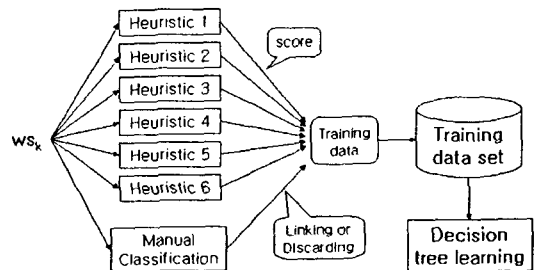 ws_k
Heuristic 1
Heuristic 2
Heuristic 3
Heuristic 4
Heuristic 5
Heuristic 6
Manual
Classification
score
Linking or
Discarding
Training
data
Training
data set
Decision
tree learning